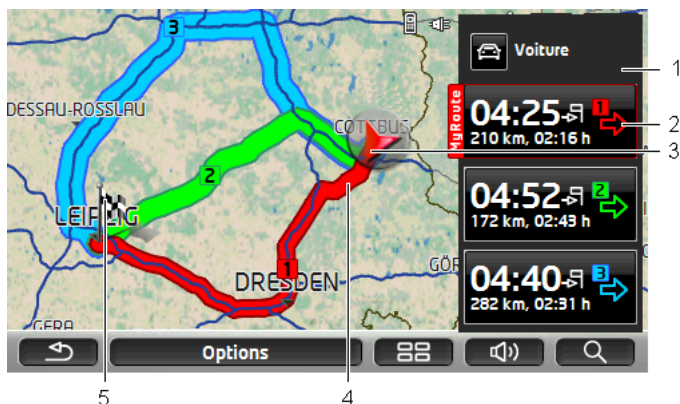 3
Voiture
1
DESSAU-ROSSLAU
COTTBUS
MyRoute
04:25 1
210 km, 02:16 h
2
3
2
04:52 2
172 km, 02:43 h
LEIPZIG
1
DRESDEN
GÖR
04:40 3
282 km, 02:31 h
GERA
Options
5
4